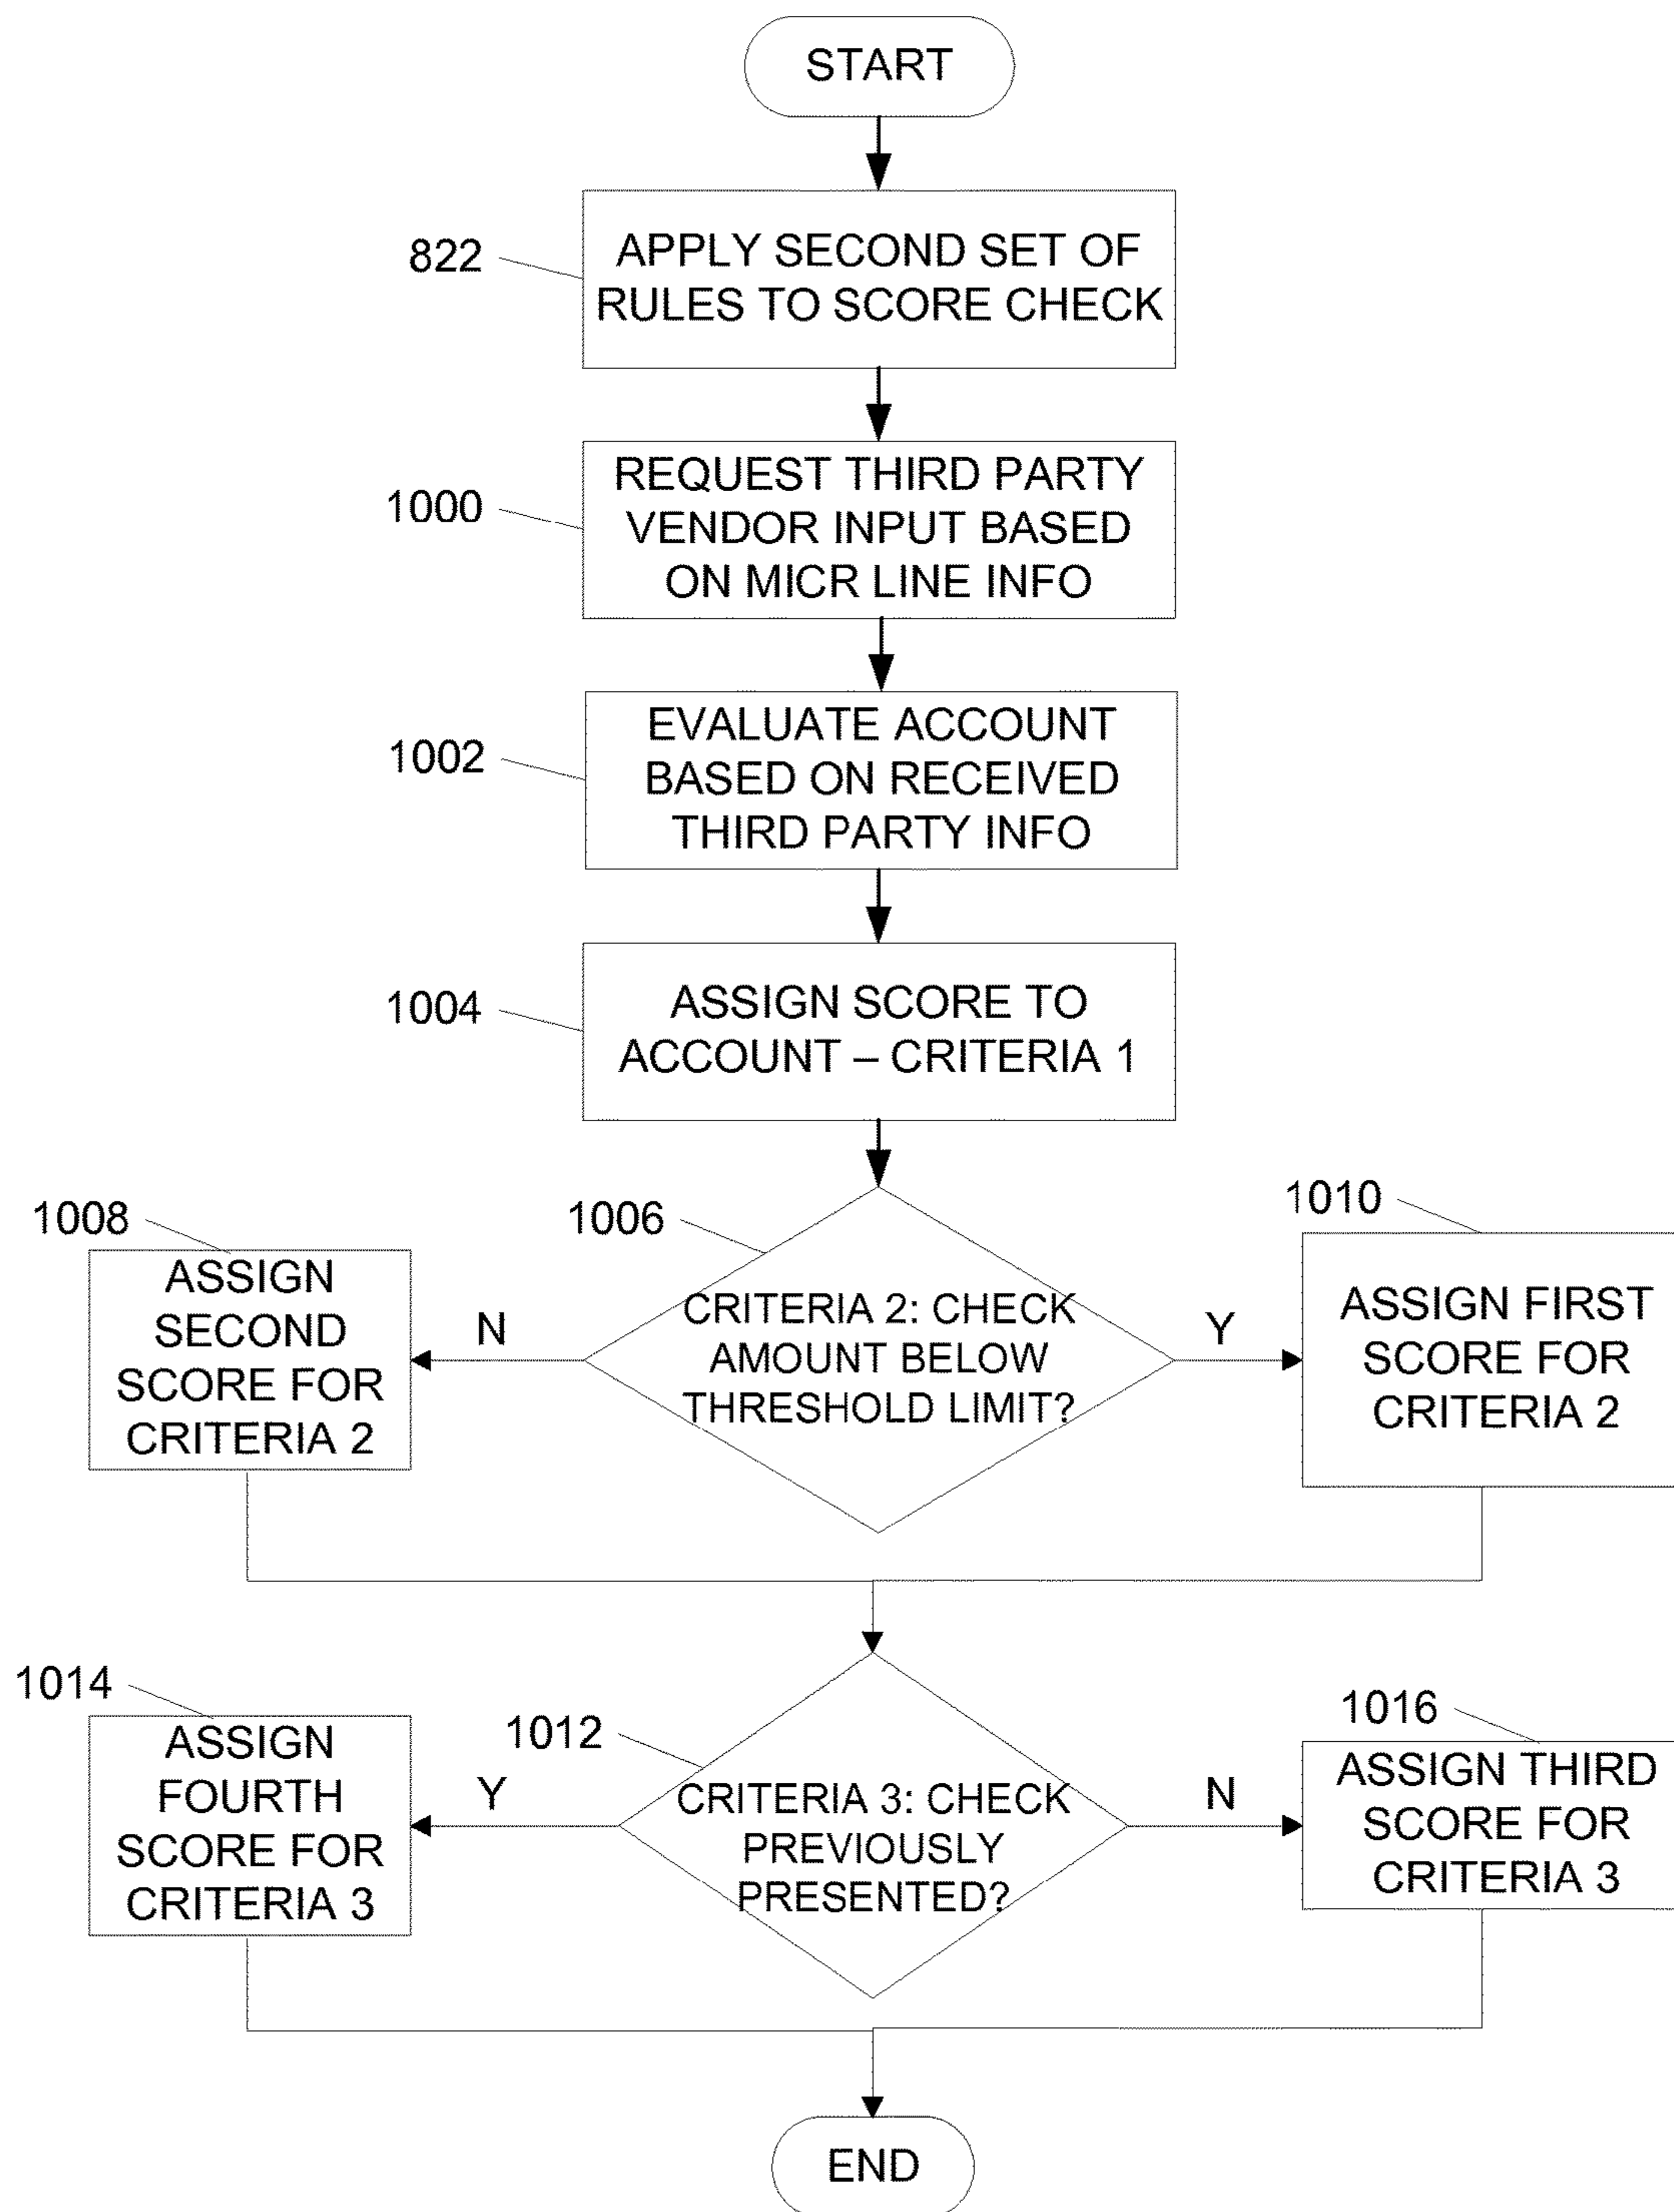 START
822
APPLY SECOND SET OF
RULES TO SCORE CHECK
1000
REQUEST THIRD PARTY
VENDOR INPUT BASED
ON MICR LINE INFO
1002
EVALUATE ACCOUNT
BASED ON RECEIVED
THIRD PARTY INFO
1004
ASSIGN SCORE TO
ACCOUNT – CRITERIA 1
1008
ASSIGN
SECOND
SCORE FOR
CRITERIA 2
N
1006
CRITERIA 2: CHECK
AMOUNT BELOW
THRESHOLD LIMIT?
Y
1010
ASSIGN FIRST
SCORE FOR
CRITERIA 2
1014
ASSIGN
FOURTH
SCORE FOR
CRITERIA 3
Y
1012
CRITERIA 3: CHECK
PREVIOUSLY
PRESENTED?
N
1016
ASSIGN THIRD
SCORE FOR
CRITERIA 3
END